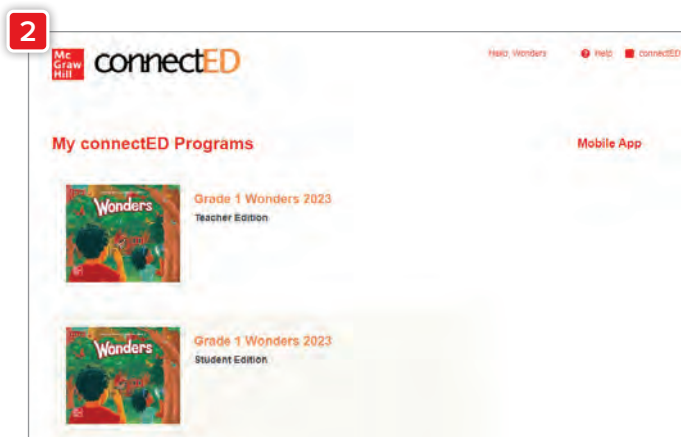 2
Mc
Graw
Hill
connectED
Hello, Wonders
Help
connectED
My connectED Programs
Mobile App
Wonders
Grade 1 Wonders 2023
Teacher Edition
Wonders
Grade 1 Wonders 2023
Student Edition